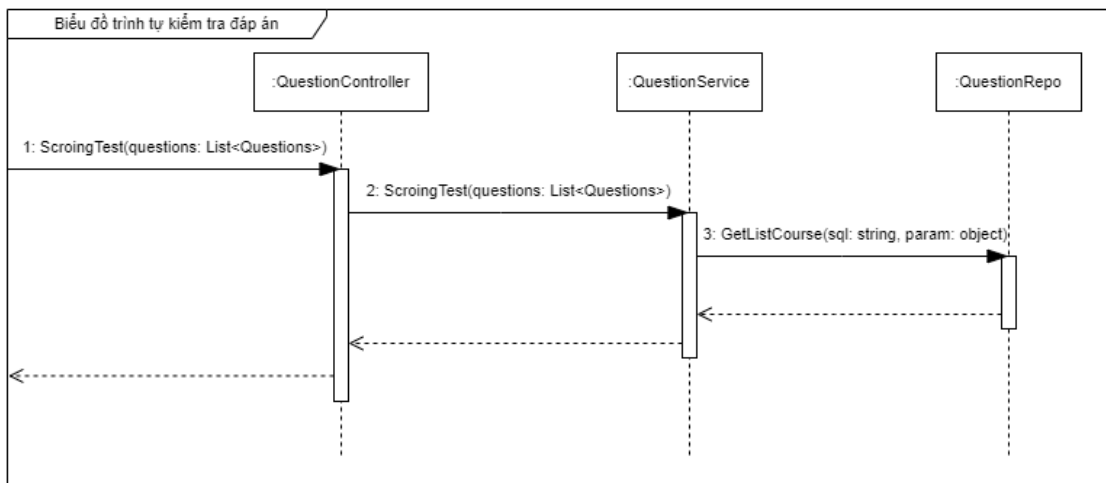 Biểu đồ trình tự kiểm tra đáp án
:QuestionController
:QuestionService
:QuestionRepo
1: ScroingTest(questions: List<Questions>)
2: ScroingTest(questions: List<Questions>)
3: GetListCourse(sql: string, param: object)